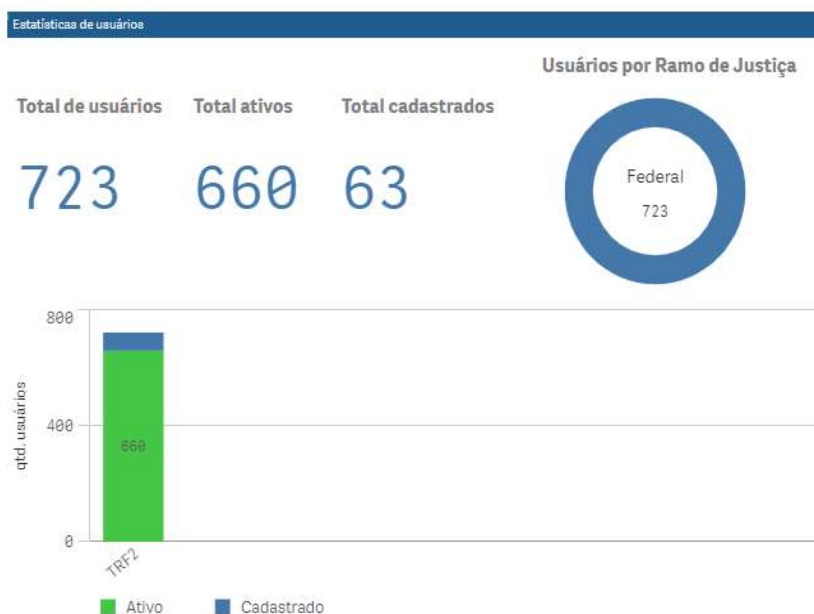 Estatísticas de usuários
Usuários por Ramo de Justiça
Total de usuários Total ativos Total cadastrados
723 660 63
Federal
723
800
400
0
qtd. usuários
660
TRF2
Ativo Cadastrado